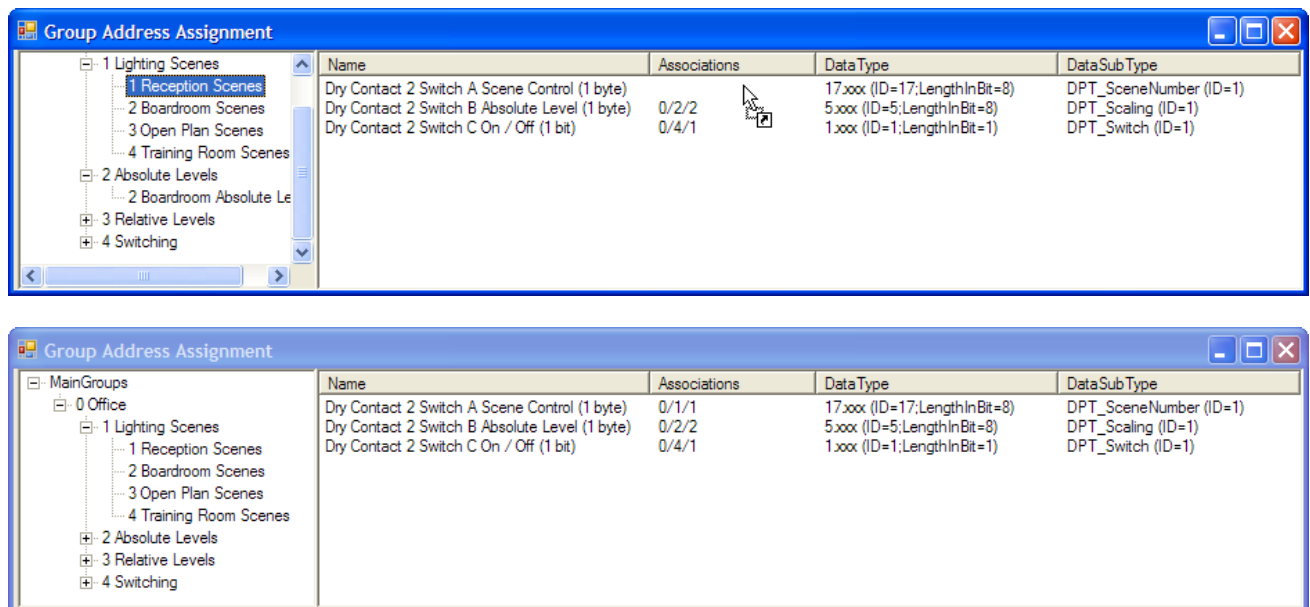 Group Address Assignment
1 Lighting Scenes
1 Reception Scenes
2 Boardroom Scenes
3 Open Plan Scenes
4 Training Room Scenes
2 Absolute Levels
2 Boardroom Absolute Le
3 Relative Levels
4 Switching
Name Associations DataType DataSubType
Dry Contact 2 Switch A Scene Control (1 byte) 17.xxx (ID=17;LengthInBit=8) DPT_SceneNumber (ID=1)
Dry Contact 2 Switch B Absolute Level (1 byte) 0/2/2 5.xxx (ID=5;LengthInBit=8) DPT_Scaling (ID=1)
Dry Contact 2 Switch C On / Off (1 bit) 0/4/1 1.xxx (ID=1;LengthInBit=1) DPT_Switch (ID=1)
Group Address Assignment
MainGroups
0 Office
1 Lighting Scenes
1 Reception Scenes
2 Boardroom Scenes
3 Open Plan Scenes
4 Training Room Scenes
2 Absolute Levels
3 Relative Levels
4 Switching
Name Associations DataType DataSubType
Dry Contact 2 Switch A Scene Control (1 byte) 0/1/1 17.xxx (ID=17;LengthInBit=8) DPT_SceneNumber (ID=1)
Dry Contact 2 Switch B Absolute Level (1 byte) 0/2/2 5.xxx (ID=5;LengthInBit=8) DPT_Scaling (ID=1)
Dry Contact 2 Switch C On / Off (1 bit) 0/4/1 1.xxx (ID=1;LengthInBit=1) DPT_Switch (ID=1)